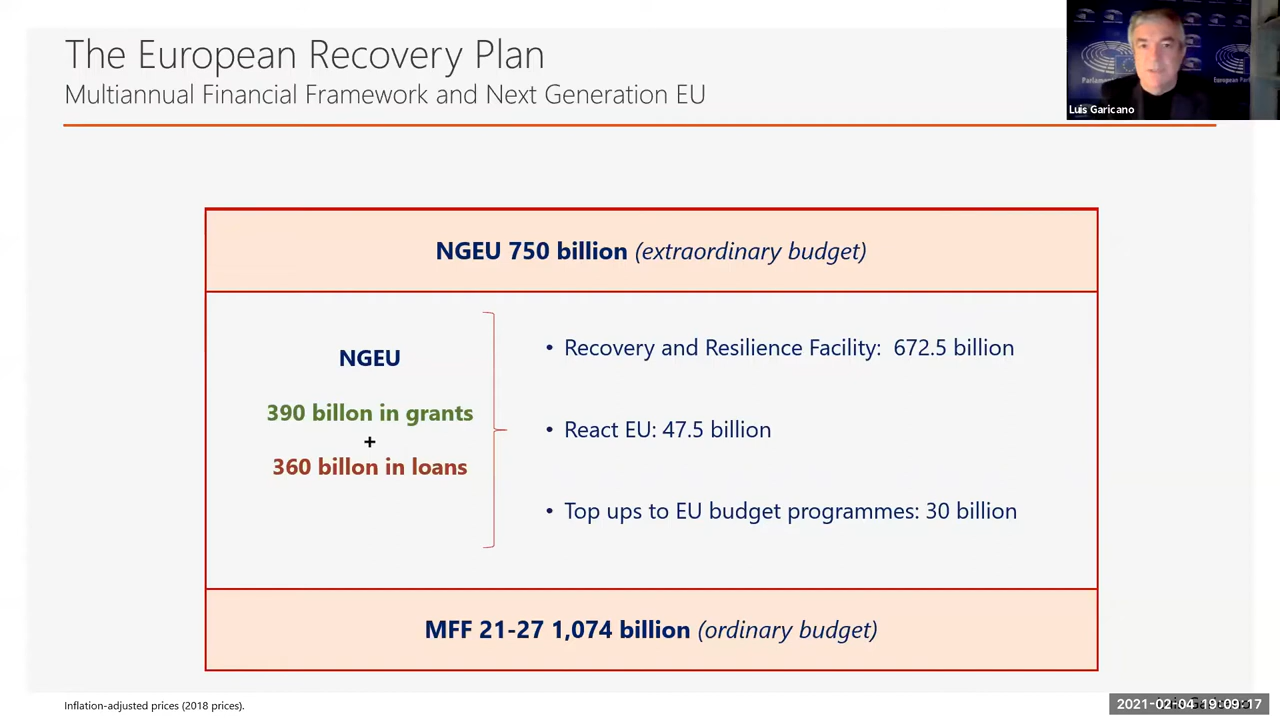 The European Recovery Plan
Multiannual Financial Framework and Next Generation EU
Luis Garicano
NGEU 750 billion (extraordinary budget)
NGEU
390 billon in grants
+
360 billon in loans
• Recovery and Resilience Facility: 672.5 billion
• React EU: 47.5 billion
• Top ups to EU budget programmes: 30 billion
MFF 21-27 1,074 billion (ordinary budget)
Inflation-adjusted prices (2018 prices).
2021-02-04 19:09:17